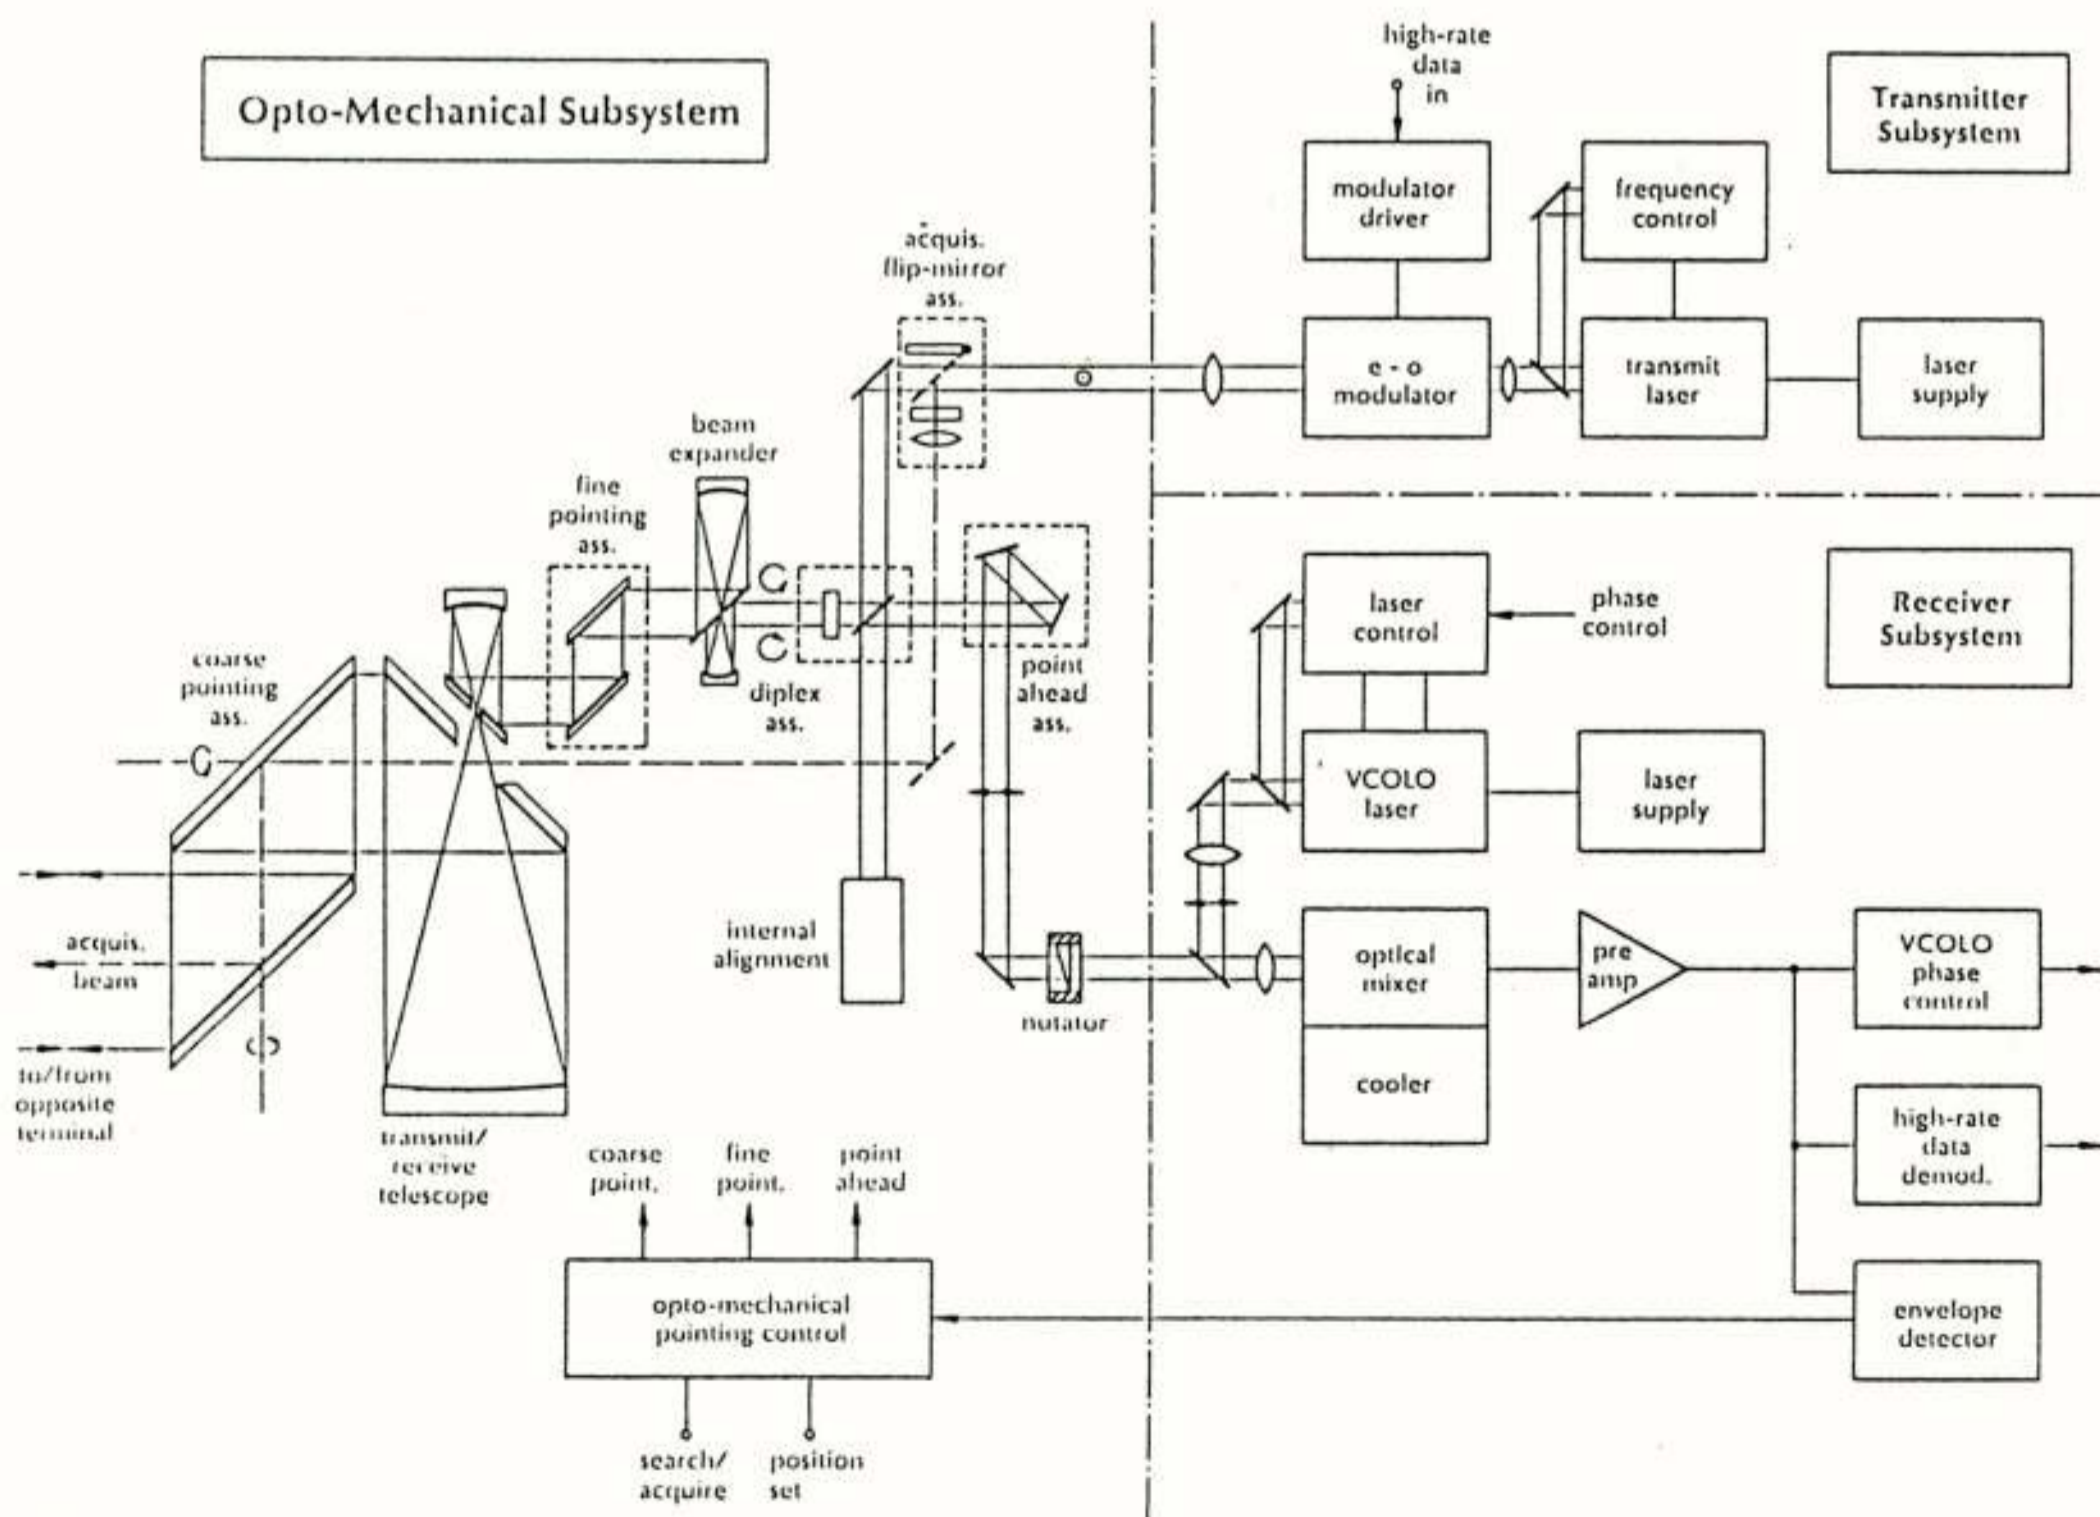 Opto-Mechanical Subsystem
high-rate
data
in
Transmitter
Subsystem
modulator
driver
frequency
control
acquis.
flip-mirror
ass.
e - o
modulator
transmit
laser
laser
supply
beam
expander
fine
pointing
ass.
coarse
pointing
ass.
diplex
ass.
point
ahead
ass.
laser
control
phase
control
Receiver
Subsystem
VCOLO
laser
laser
supply
acquis.
beam
internal
alignment
nutator
optical
mixer
cooler
pre
amp
VCOLO
phase
control
to/from
opposite
terminal
transmit/
receive
telescope
high-rate
data
demod.
coarse
point.
fine
point.
point
ahead
opto-mechanical
pointing control
envelope
detector
search/
acquire
position
set